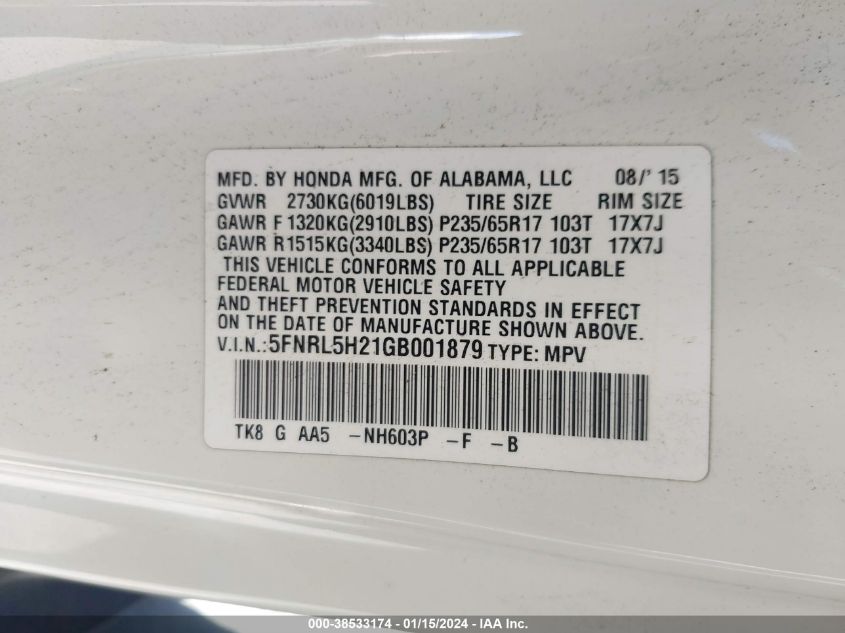 MFD. BY HONDA MFG. OF ALABAMA, LLC 08/' 15
GVWR 2730KG(6019LBS) TIRE SIZE RIM SIZE
GAWR F 1320KG(2910LBS) P235/65R17 103T 17X7J
GAWR R1515KG(3340LBS) P235/65R17 103T 17X7J
THIS VEHICLE CONFORMS TO ALL APPLICABLE
FEDERAL MOTOR VEHICLE SAFETY
AND THEFT PREVENTION STANDARDS IN EFFECT
ON THE DATE OF MANUFACTURE SHOWN ABOVE.
V.I.N.:5FNRL5H21GB001879 TYPE: MPV
TK8 G AA5 -NH603P -F -B
000-38533174 - 01/15/2024 - IAA Inc.